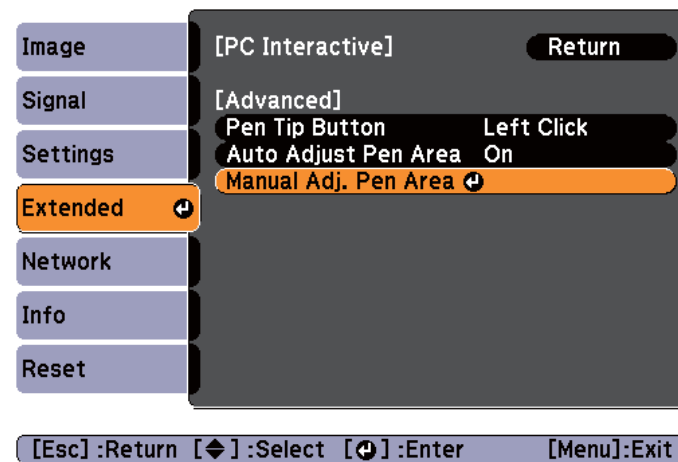 Image
Signal
Settings
Extended
Network
Info
Reset
[PC Interactive] Return
[Advanced]
Pen Tip Button Left Click
Auto Adjust Pen Area On
Manual Adj. Pen Area
[Esc] :Return [◆] :Select [⏎] :Enter [Menu]:Exit